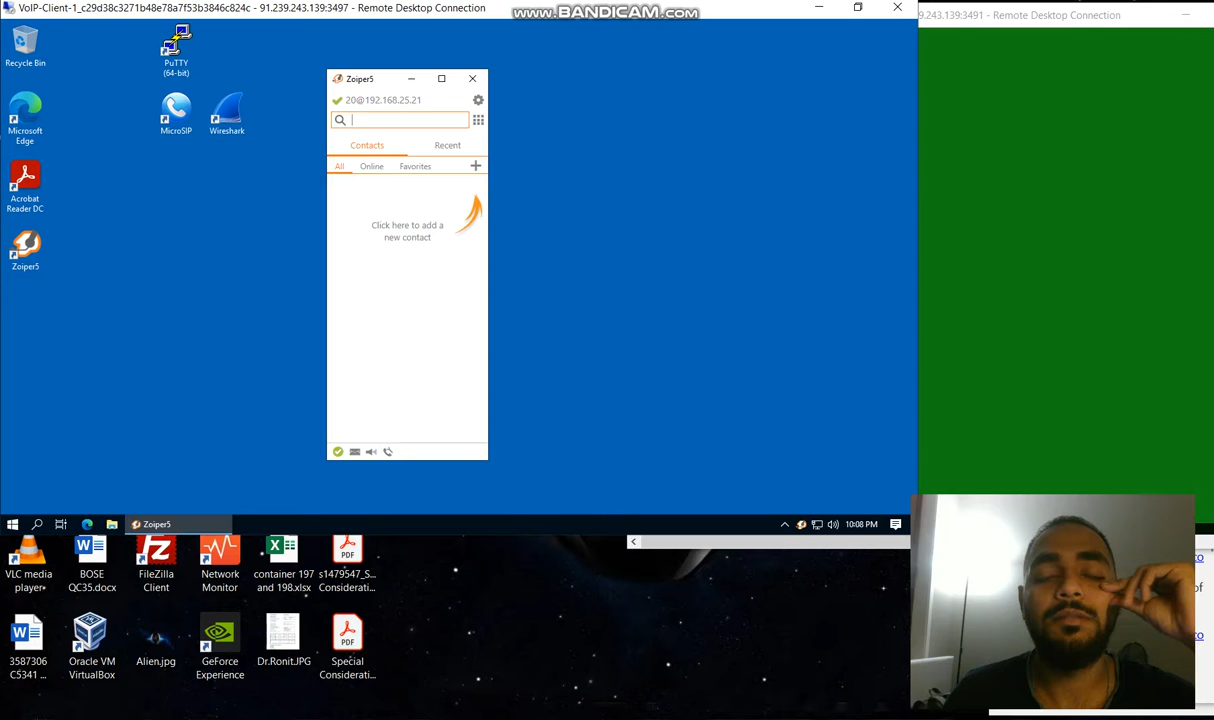 VoIP-Client-1_c29d38c3271b48e78a7f53b3846c824c - 91.239.243.139:3497 - Remote Desktop Connection
www.BANDICAM.com
9.243.139:3491 - Remote Desktop Connection
Recycle Bin
PuTTY
(64-bit)
Microsoft
Edge
MicroSIP
Wireshark
Acrobat
Reader DC
Zoiper5
Zoiper5
20@192.168.25.21
Contacts
Recent
All
Online
Favorites
Click here to add a
new contact
Zoiper5
10:08 PM
VLC media
player
BOSE
QC35.docx
FileZilla
Client
Network
Monitor
container 197
and 198.xlsx
PDF
s1479547_S...
Considerati...
of
3587306
C5341 ...
Oracle VM
VirtualBox
Alien.jpg
GeForce
Experience
Dr.Ronit.JPG
PDF
Special
Considerati...